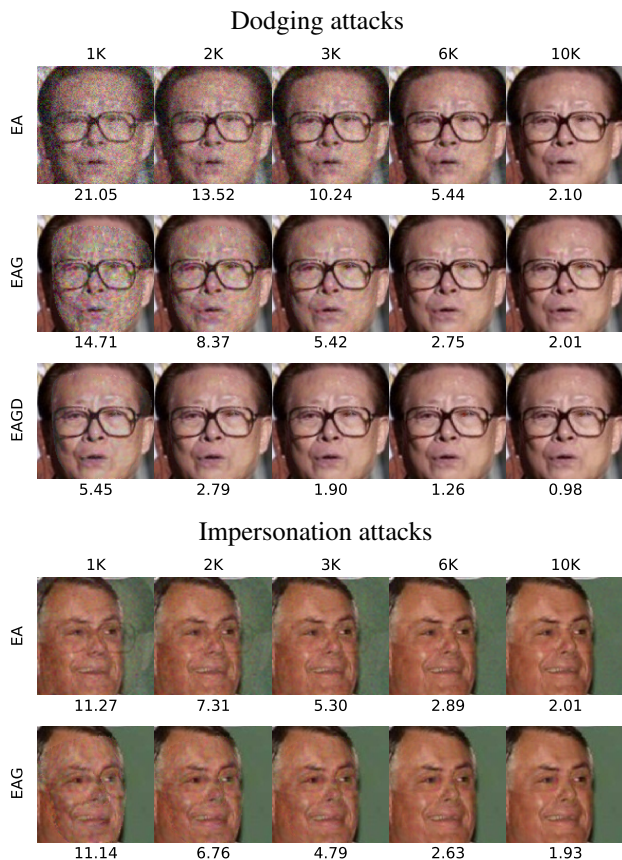 Dodging attacks
1K 2K 3K 6K 10K
EA
21.05 13.52 10.24 5.44 2.10
EAG
14.71 8.37 5.42 2.75 2.01
EAGD
5.45 2.79 1.90 1.26 0.98
Impersonation attacks
1K 2K 3K 6K 10K
EA
11.27 7.31 5.30 2.89 2.01
EAG
11.14 6.76 4.79 2.63 1.93